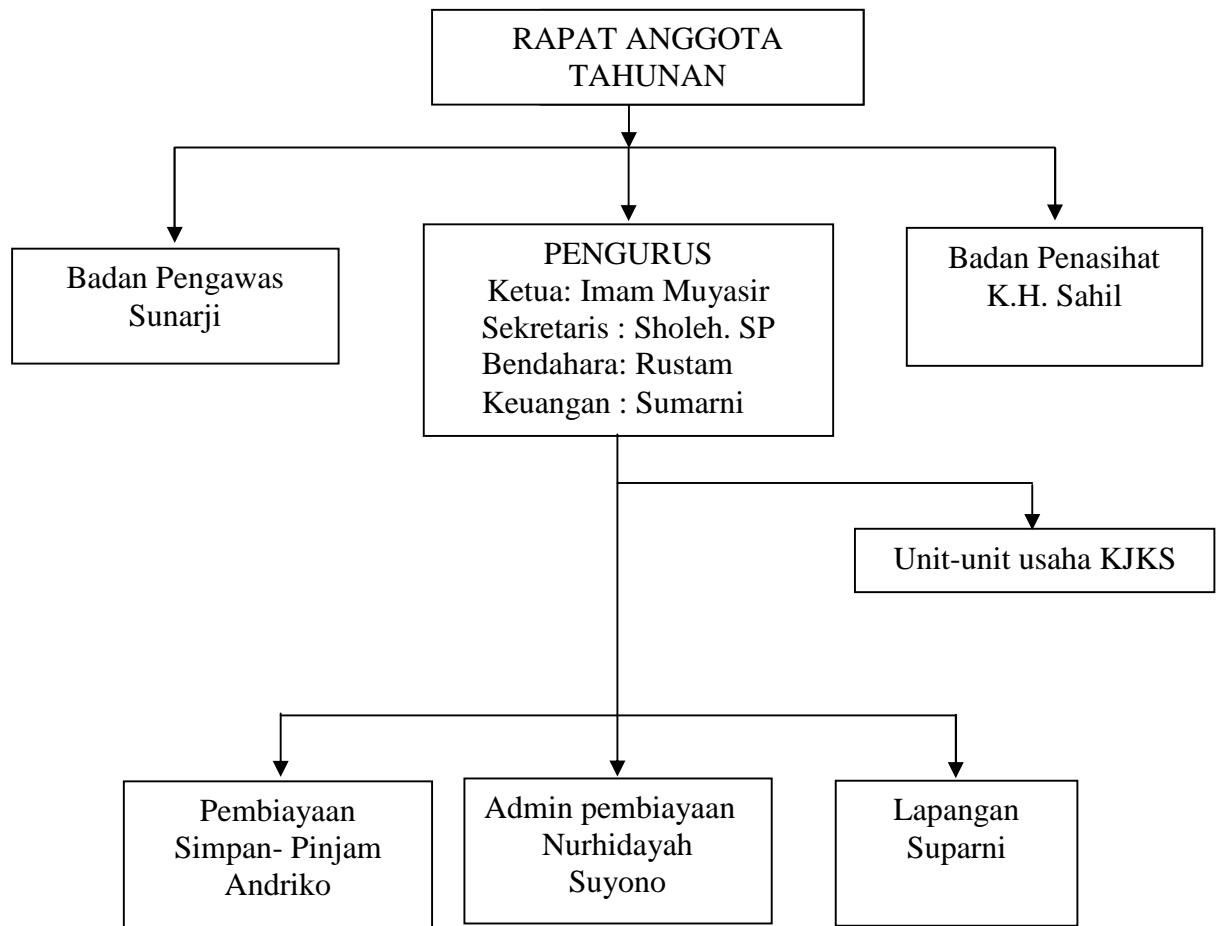 RAPAT ANGGOTA
TAHUNAN
Badan Pengawas
Sunarji
PENGURUS
Ketua: Imam Muyasir
Sekretaris : Sholeh. SP
Bendahara: Rustam
Keuangan : Sumarni
Badan Penasihat
K.H. Sahil
Unit-unit usaha KJKS
Pembiayaan
Simpan- Pinjam
Andriko
Admin pembiayaan
Nurhidayah
Suyono
Lapangan
Suparni